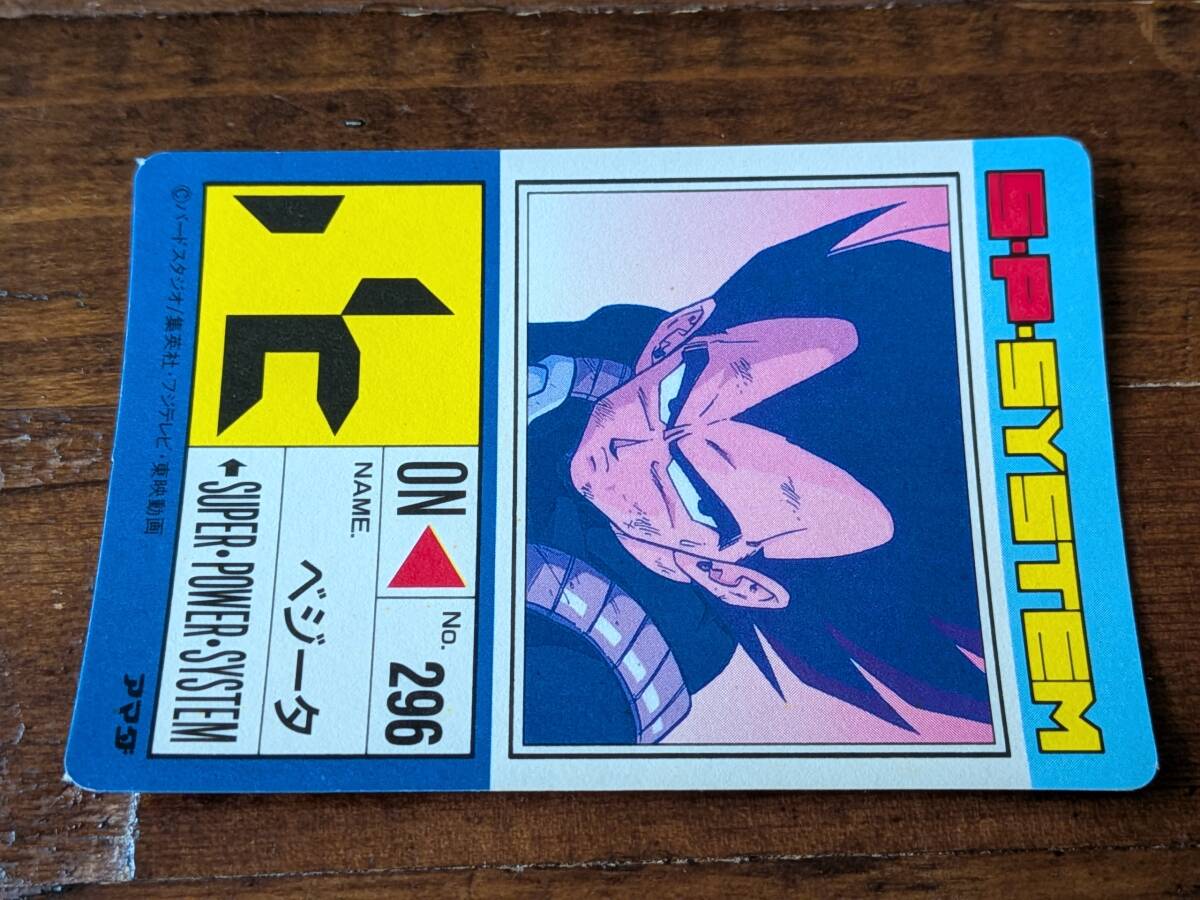 S・P・SYSTEM
ON
No. 296
NAME.
ベジータ
SUPER・POWER・SYSTEM
©バードスタジオ/集英社・フジテレビ・東映動画
アマダ